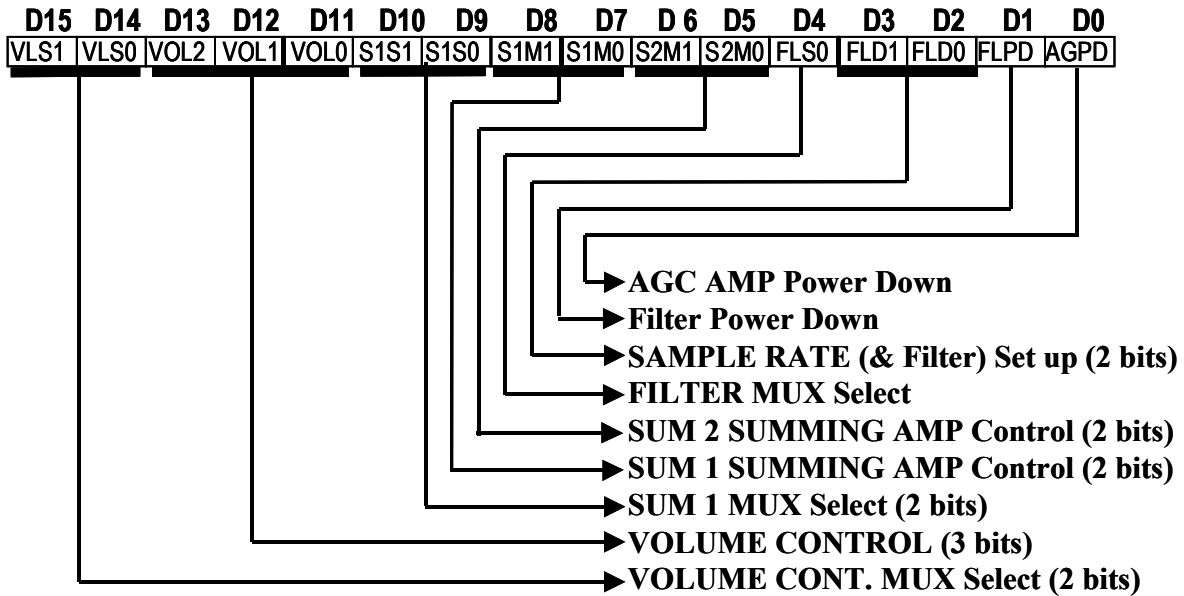 D15 D14 D13 D12 D11 D10 D9 D8 D7 D 6 D5 D4 D3 D2 D1 D0
VLS1 VLS0 VOL2 VOL1 VOL0 S1S1 S1S0 S1M1 S1M0 S2M1 S2M0 FLS0 FLD1 FLD0 FLPD AGPD
AGC AMP Power Down
Filter Power Down
SAMPLE RATE (& Filter) Set up (2 bits)
FILTER MUX Select
SUM 2 SUMMING AMP Control (2 bits)
SUM 1 SUMMING AMP Control (2 bits)
SUM 1 MUX Select (2 bits)
VOLUME CONTROL (3 bits)
VOLUME CONT. MUX Select (2 bits)